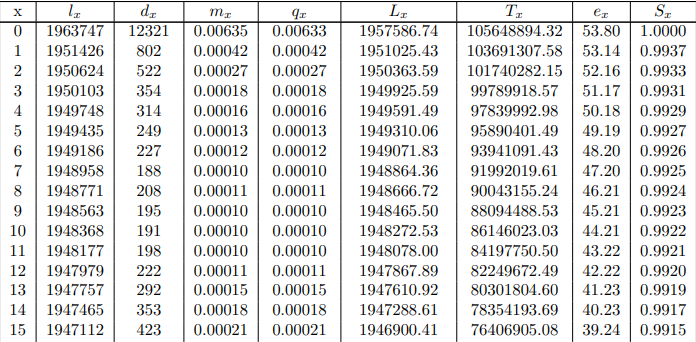 x l_x d_x m_x q_x L_x T_x e_x S_x
0 1963747 12321 0.00635 0.00633 1957586.74 105648894.32 53.80 1.0000
1 1951426 802 0.00042 0.00042 1951025.43 103691307.58 53.14 0.9937
2 1950624 522 0.00027 0.00027 1950363.59 101740282.15 52.16 0.9933
3 1950103 354 0.00018 0.00018 1949925.59 99789918.57 51.17 0.9931
4 1949748 314 0.00016 0.00016 1949591.49 97839992.98 50.18 0.9929
5 1949435 249 0.00013 0.00013 1949310.06 95890401.49 49.19 0.9927
6 1949186 227 0.00012 0.00012 1949071.83 93941091.43 48.20 0.9926
7 1948958 188 0.00010 0.00010 1948864.36 91992019.61 47.20 0.9925
8 1948771 208 0.00011 0.00011 1948666.72 90043155.24 46.21 0.9924
9 1948563 195 0.00010 0.00010 1948465.50 88094488.53 45.21 0.9923
10 1948368 191 0.00010 0.00010 1948272.53 86146023.03 44.21 0.9922
11 1948177 198 0.00010 0.00010 1948078.00 84197750.50 43.22 0.9921
12 1947979 222 0.00011 0.00011 1947867.89 82249672.49 42.22 0.9920
13 1947757 292 0.00015 0.00015 1947610.92 80301804.60 41.23 0.9919
14 1947465 353 0.00018 0.00018 1947288.61 78354193.69 40.23 0.9917
15 1947112 423 0.00021 0.00021 1946900.41 76406905.08 39.24 0.9915